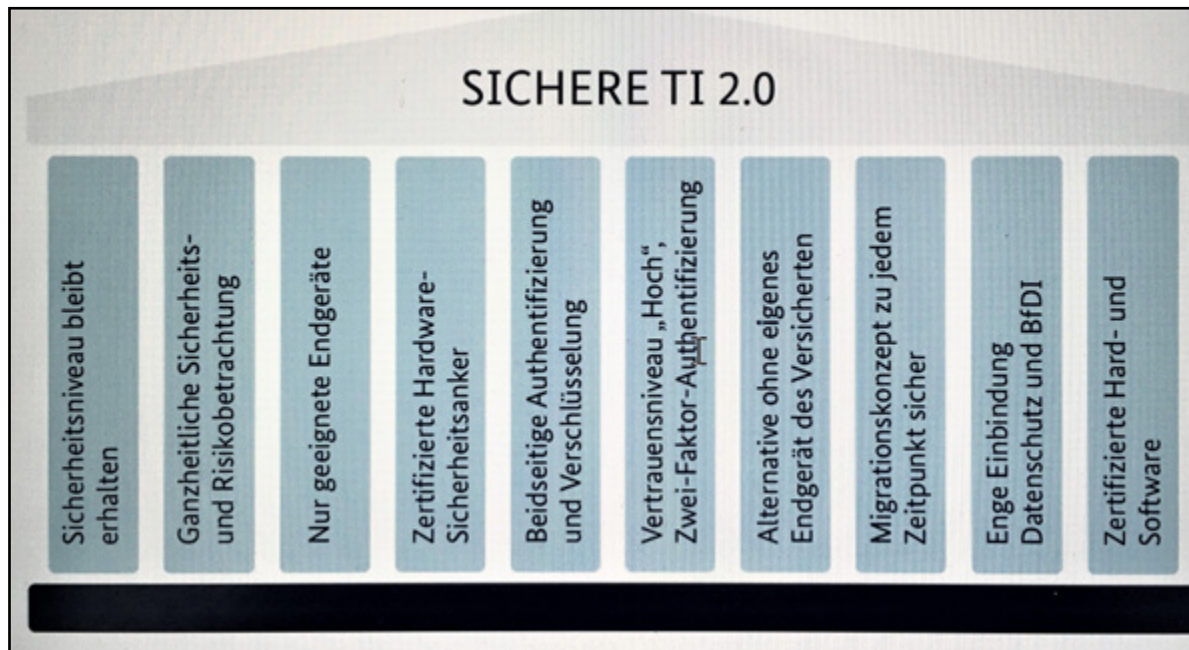 SICHERE TI 2.0
Sicherheitsniveau bleibt
erhalten
Ganzheitliche Sicherheits-
und Risikobetrachtung
Nur geeignete Endgeräte
Zertifizierte Hardware-
Sicherheitsanker
Beidseitige Authentifizierung
und Verschlüsselung
Vertrauensniveau „Hoch“,
Zwei-Faktor-Authentifizierung
Alternative ohne eigenes
Endgerät des Versicherten
Migrationskonzept zu jedem
Zeitpunkt sicher
Enge Einbindung
Datenschutz und BfDI
Zertifizierte Hard- und
Software